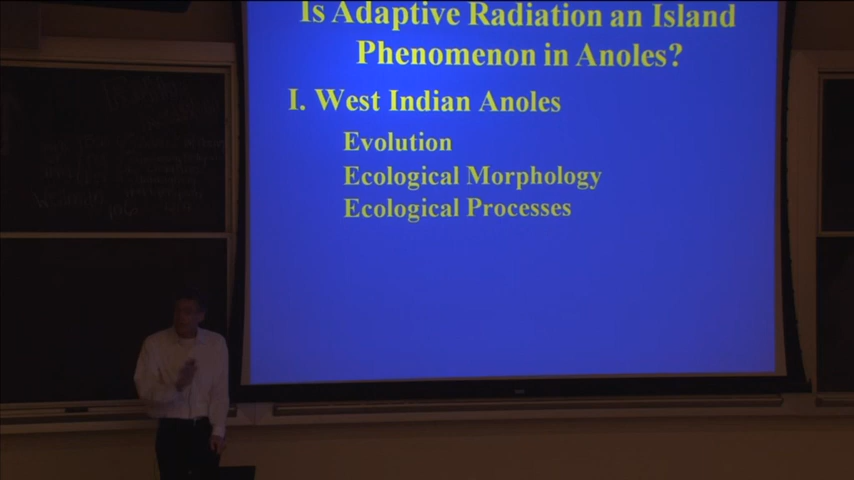 Is Adaptive Radiation an Island
Phenomenon in Anoles?
I. West Indian Anoles
Evolution
Ecological Morphology
Ecological Processes